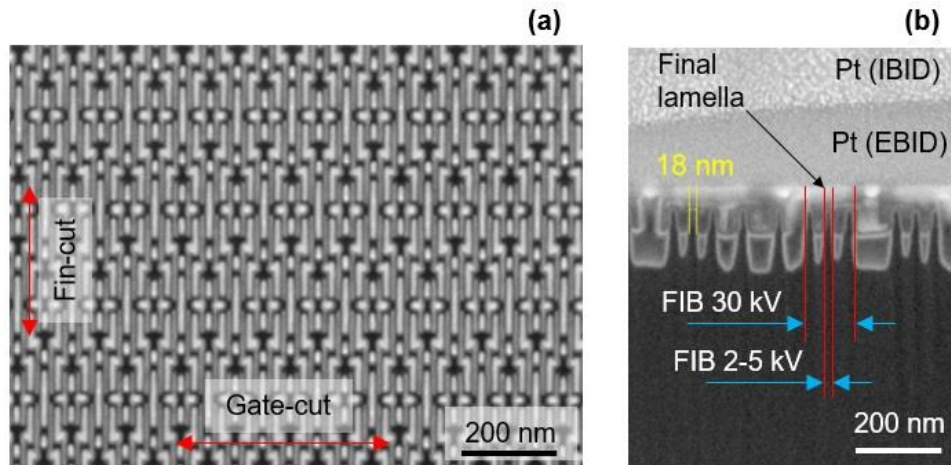 (a)
Fin-cut
Gate-cut
200 nm
(b)
Final
lamella
Pt (IBID)
Pt (EBID)
18 nm
FIB 30 kV
FIB 2-5 kV
200 nm